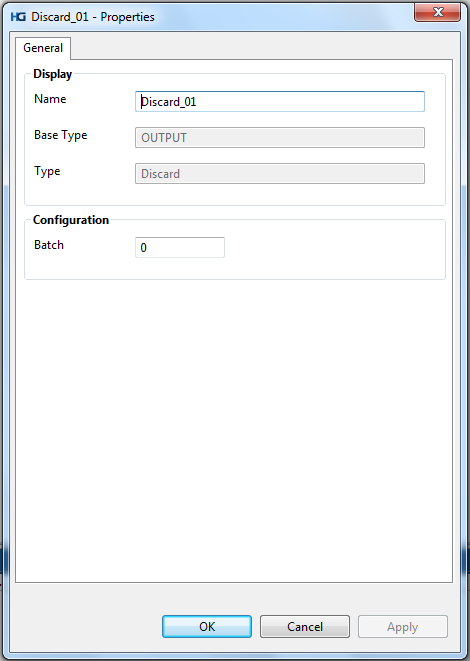 HG Discard_01 - Properties
General
Display
Name Discard_01
Base Type OUTPUT
Type Discard
Configuration
Batch 0
OK Cancel Apply